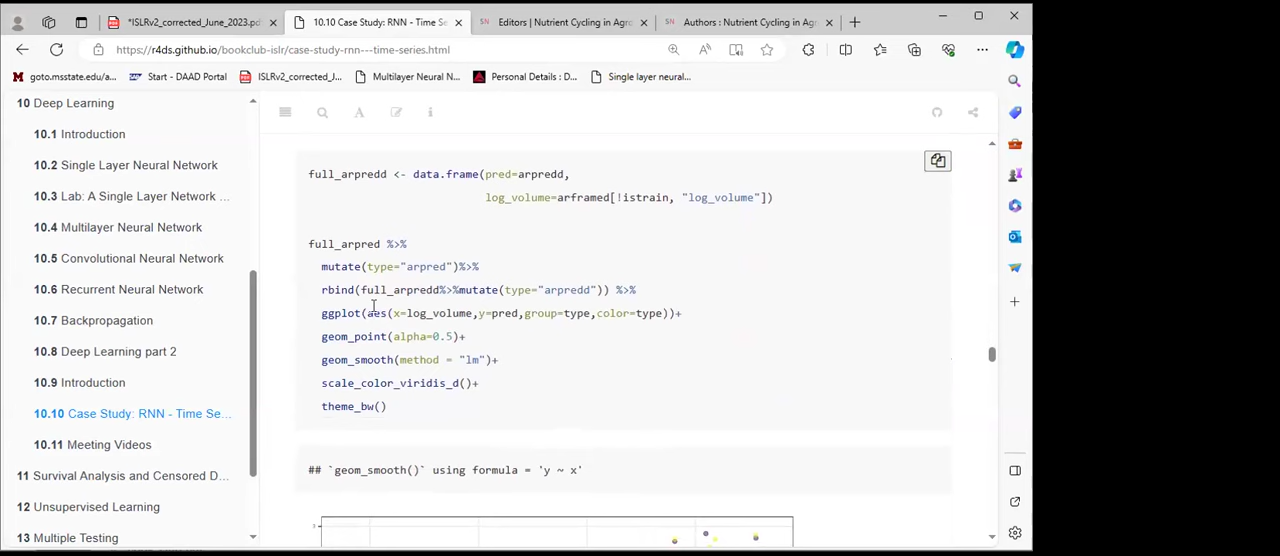 *ISLRv2_corrected_June_2023.pd
10.10 Case Study: RNN - Time Se
Editors | Nutrient Cycling in Agro
Authors : Nutrient Cycling in Ag
https://r4ds.github.io/bookclub-islr/case-study-rnn---time-series.html
goto.msstate.edu/a...
Start - DAAD Portal
ISLRv2_corrected_J...
Multilayer Neural N...
Personal Details : D...
Single layer neural...
10 Deep Learning
10.1 Introduction
10.2 Single Layer Neural Network
10.3 Lab: A Single Layer Network ...
10.4 Multilayer Neural Network
10.5 Convolutional Neural Network
10.6 Recurrent Neural Network
10.7 Backpropagation
10.8 Deep Learning part 2
10.9 Introduction
10.10 Case Study: RNN - Time Se...
10.11 Meeting Videos
11 Survival Analysis and Censored D...
12 Unsupervised Learning
13 Multiple Testing
full_arpredd <- data.frame(pred=arpredd,
log_volume=arframed[!istrain, "log_volume"])
full_arpred %>%
mutate(type="arpred")%>%
rbind(full_arpredd%>%mutate(type="arpredd")) %>%
ggplot(aes(x=log_volume,y=pred,group=type,color=type))+
geom_point(alpha=0.5)+
geom_smooth(method = "lm")+
scale_color_viridis_d()+
theme_bw()
## `geom_smooth()` using formula = 'y ~ x'